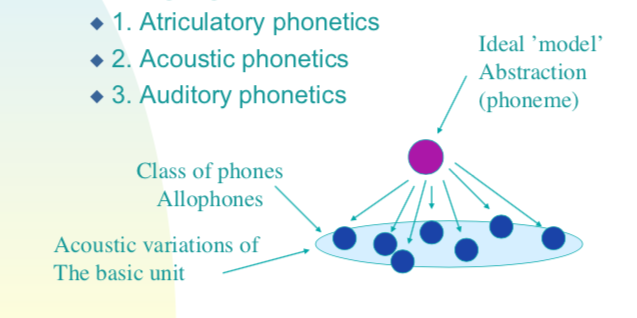 1. Atriculatory phonetics
2. Acoustic phonetics
3. Auditory phonetics
Ideal ’model’
Abstraction
(phoneme)
Class of phones
Allophones
Acoustic variations of
The basic unit